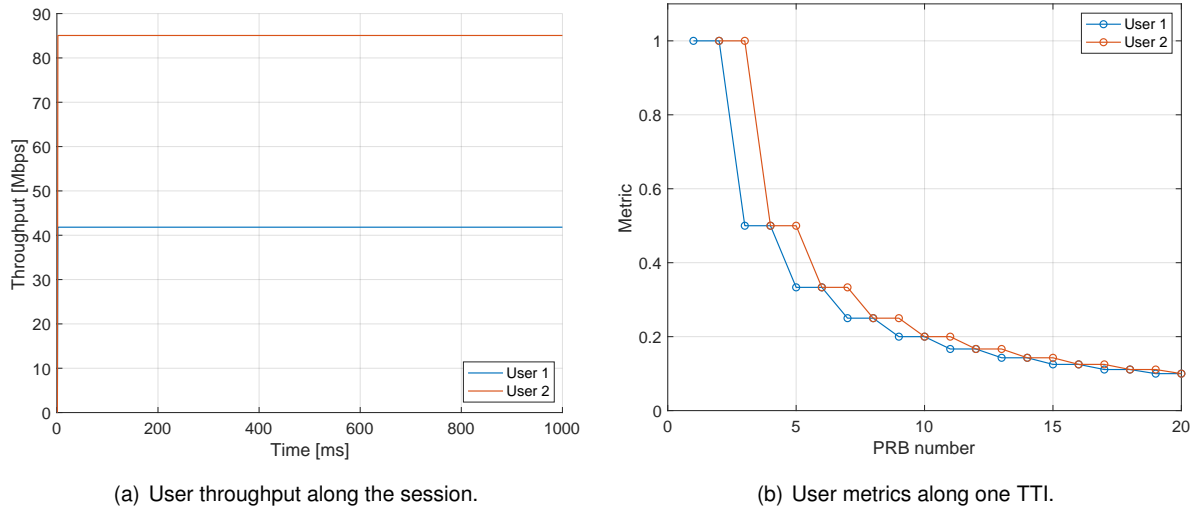 90
80
70
60
50
40
30
20
10
0
Throughput [Mbps]
0 200 400 600 800 1000
Time [ms]
User 1
User 2
(a) User throughput along the session.
1
0.8
0.6
0.4
0.2
0
Metric
0 5 10 15 20
PRB number
User 1
User 2
(b) User metrics along one TTI.